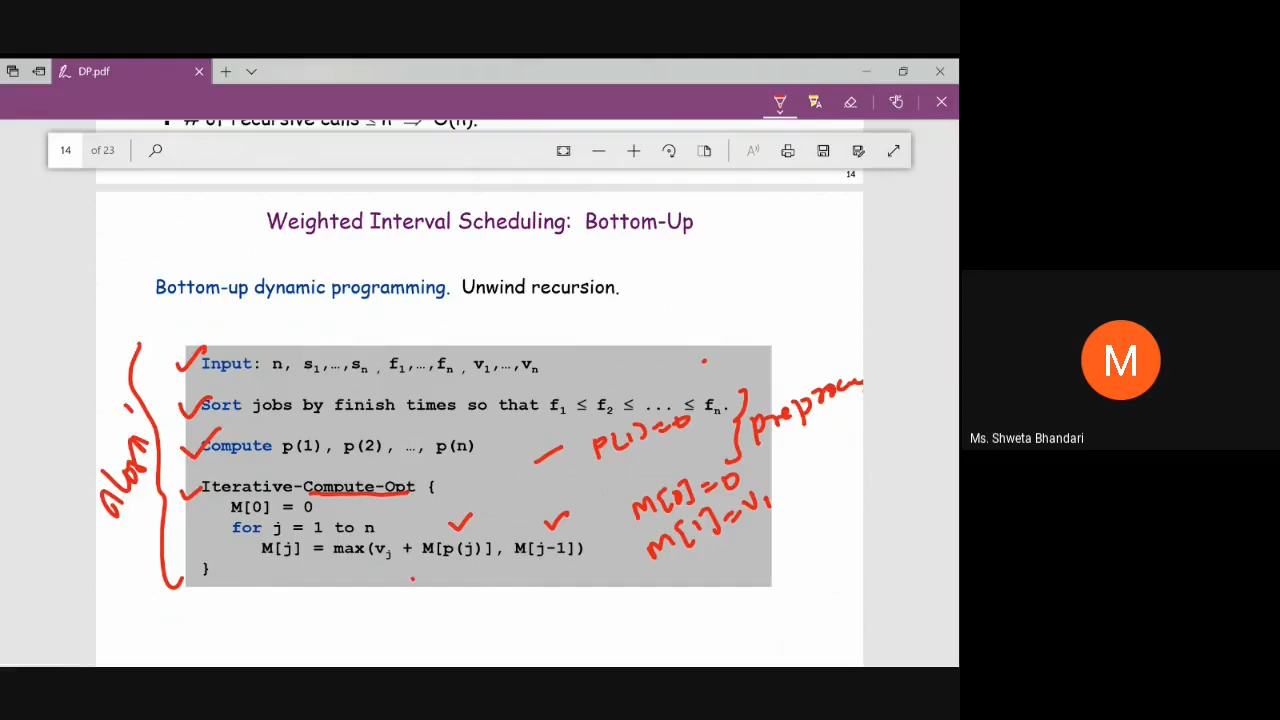 DP.pdf
# of recursive calls ≤ n ⇒ O(n).
14 of 23
14
Weighted Interval Scheduling: Bottom-Up
Bottom-up dynamic programming. Unwind recursion.
Input: n, s1,…,sn , f1,…,fn , v1,…,vn
Sort jobs by finish times so that f1 ≤ f2 ≤ ... ≤ fn.
Compute p(1), p(2), …, p(n)
P(1)=0
Iterative-Compute-Opt {
M[0] = 0
for j = 1 to n
M[j] = max(vj + M[p(j)], M[j-1])
}
M[0]=0
M[1]=V1
M
Ms. Shweta Bhandari